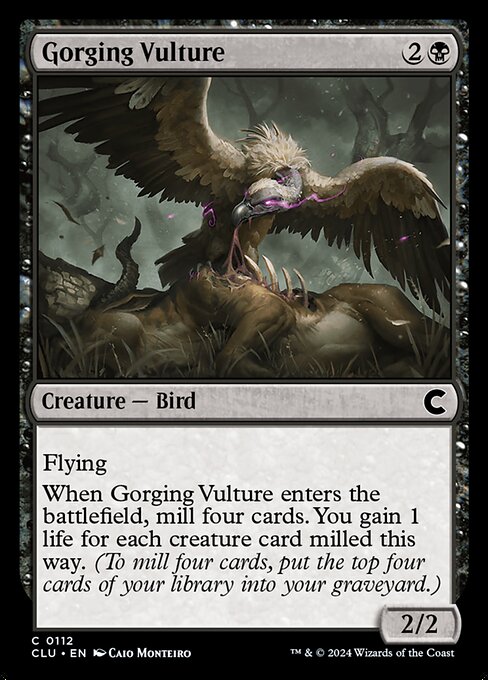 Gorging Vulture 2
Creature — Bird
Flying
When Gorging Vulture enters the
battlefield, mill four cards. You gain 1
life for each creature card milled this
way. (To mill four cards, put the top four
cards of your library into your graveyard.)
2/2
C 0112
CLU • EN Caio Monteiro
™ & © 2024 Wizards of the Coast